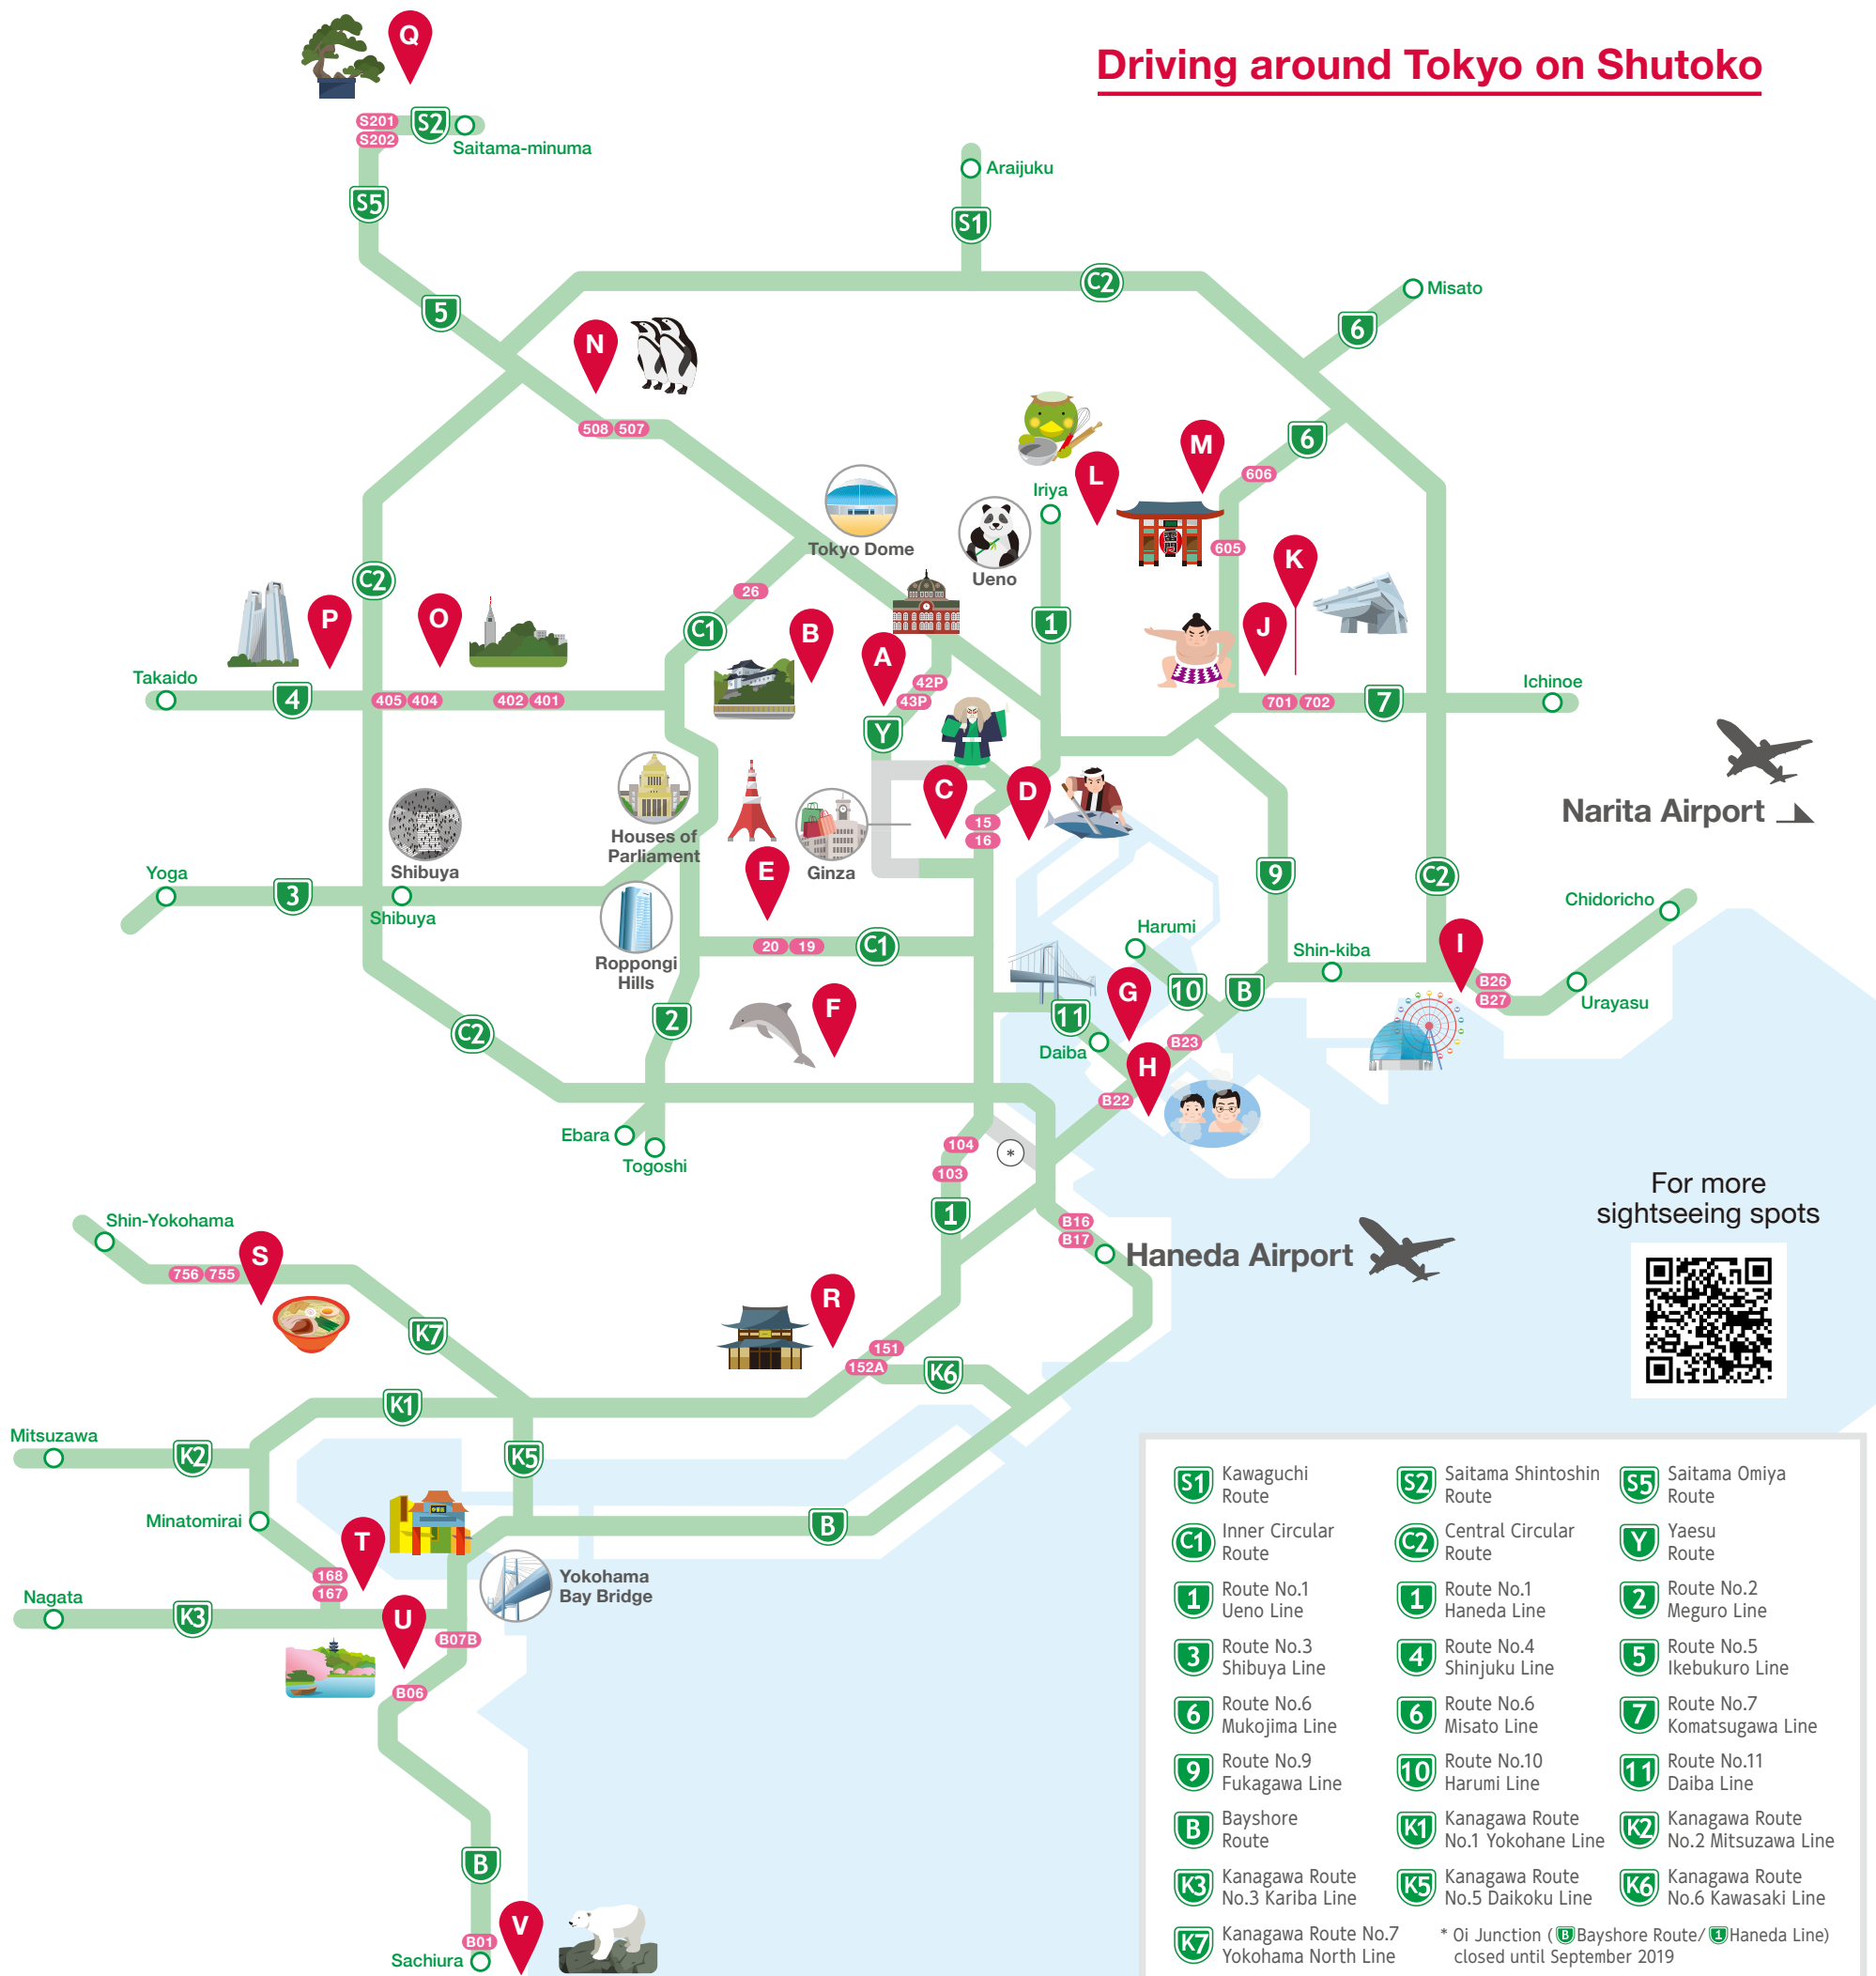 Driving around Tokyo on Shutoko
Q
S201
S2
S202
Saitama-minuma
S5
Araijuku
S1
C2
Misato
5
6
N
508
507
M
6
L
606
Iriya
Tokyo Dome
Ueno
605
K
C2
26
P
O
C1
B
1
J
A
Takaido
42P
Ichinoe
4
405
404
402
401
43P
701
702
7
Y
C
D
Narita Airport
15
16
Houses of
Parliament
E
Ginza
Yoga
Shibuya
3
Shibuya
9
C2
Chidoricho
Harumi
I
20
19
C1
Shin-kiba
Roppongi
Hills
G
10
B
B26
B27
Urayasu
F
2
11
C2
Daiba
B23
H
B22
Ebara
Togoshi
104
*
103
For more
sightseeing spots
Shin-Yokohama
1
B16
B17
Haneda Airport
S
756
755
R
K7
151
152A
K6
K1
Mitsuzawa
K2
K5
Minatomirai
B
T
168
167
Yokohama
Bay Bridge
Nagata
K3
U
B07B
B06
B
V
B01
Sachiura
S1 Kawaguchi
Route
S2 Saitama Shintoshin
Route
S5 Saitama Omiya
Route
C1 Inner Circular
Route
C2 Central Circular
Route
Y Yaesu
Route
1 Route No.1
Ueno Line
1 Route No.1
Haneda Line
2 Route No.2
Meguro Line
3 Route No.3
Shibuya Line
4 Route No.4
Shinjuku Line
5 Route No.5
Ikebukuro Line
6 Route No.6
Mukojima Line
6 Route No.6
Misato Line
7 Route No.7
Komatsugawa Line
9 Route No.9
Fukagawa Line
10 Route No.10
Harumi Line
11 Route No.11
Daiba Line
B Bayshore
Route
K1 Kanagawa Route
No.1 Yokohane Line
K2 Kanagawa Route
No.2 Mitsuzawa Line
K3 Kanagawa Route
No.3 Kariba Line
K5 Kanagawa Route
No.5 Daikoku Line
K6 Kanagawa Route
No.6 Kawasaki Line
K7 Kanagawa Route No.7
Yokohama North Line
* Oi Junction ( B Bayshore Route/ 1 Haneda Line)
closed until September 2019